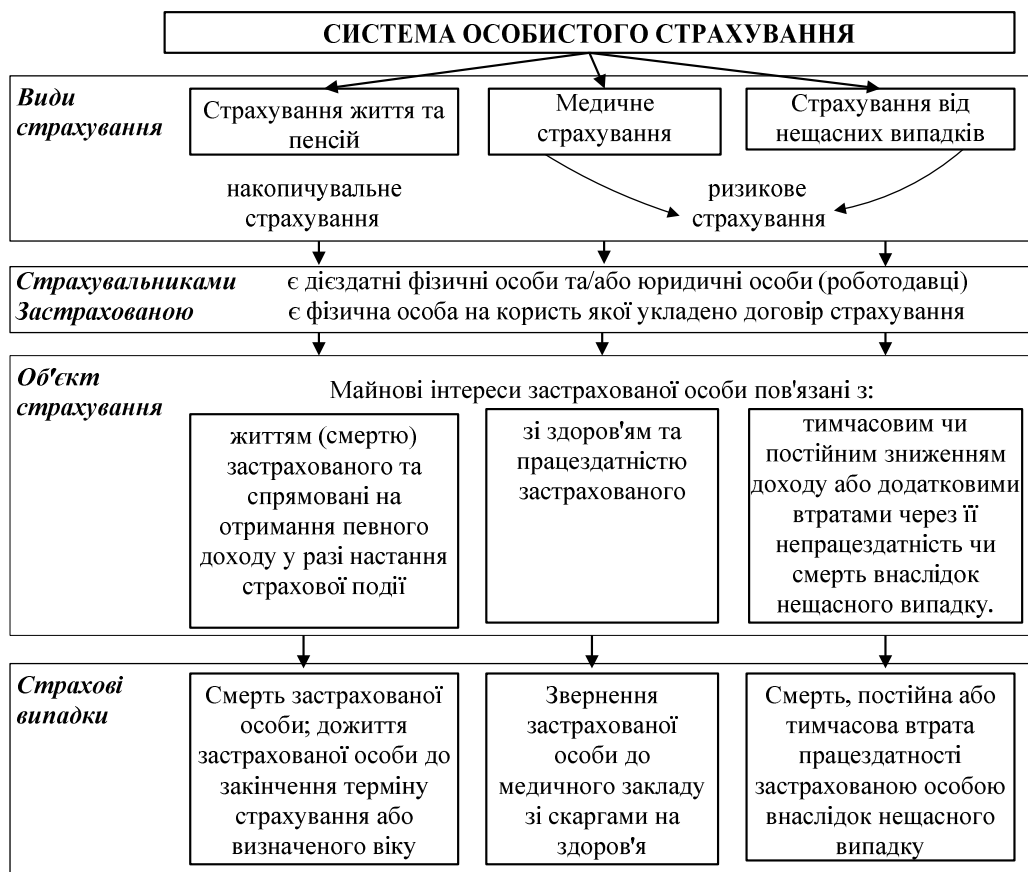 СИСТЕМА ОСОБИСТОГО СТРАХУВАННЯ
Види
страхування
Страхування життя та
пенсій
Медичне
страхування
Страхування від
нещасних випадків
накопичувальне
страхування
ризикове
страхування
Страхувальниками є дієздатні фізичні особи та/або юридичні особи (роботодавці)
Застрахованою є фізична особа на користь якої укладено договір страхування
Об'єкт
страхування
Майнові інтереси застрахованої особи пов'язані з:
життям (смертю)
застрахованого та
спрямовані на
отримання певного
доходу у разі настання
страхової події
зі здоров'ям та
працездатністю
застрахованого
тимчасовим чи
постійним зниженням
доходу або додатковими
втратами через її
непрацездатність чи
смерть внаслідок
нещасного випадку.
Страхові
випадки
Смерть застрахованої
особи; дожиття
застрахованої особи до
закінчення терміну
страхування або
визначеного віку
Звернення
застрахованої
особи до
медичного закладу
зі скаргами на
здоров'я
Смерть, постійна або
тимчасова втрата
працездатності
застрахованою особою
внаслідок нещасного
випадку